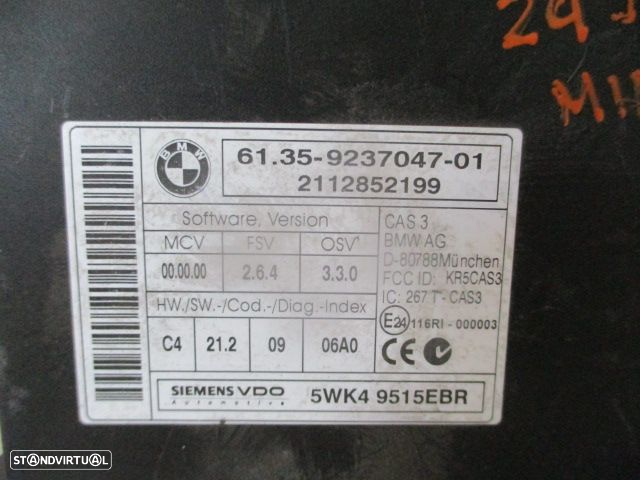 BMW
61.35-9237047-01
2112852199
Software, Version
MCV FSV OSV'
00.00.00 2.6.4 3.3.0
HW./SW.-/Cod.-/Diag.-Index
C4 21.2 09 06A0
CAS 3
BMW AG
D-80788München
FCC ID: KR5CAS3
IC: 267 T - CAS3
E24 116RI - 000003
CE
SIEMENS VDO
Automotive
5WK4 9515EBR
STANDVIRTUAL